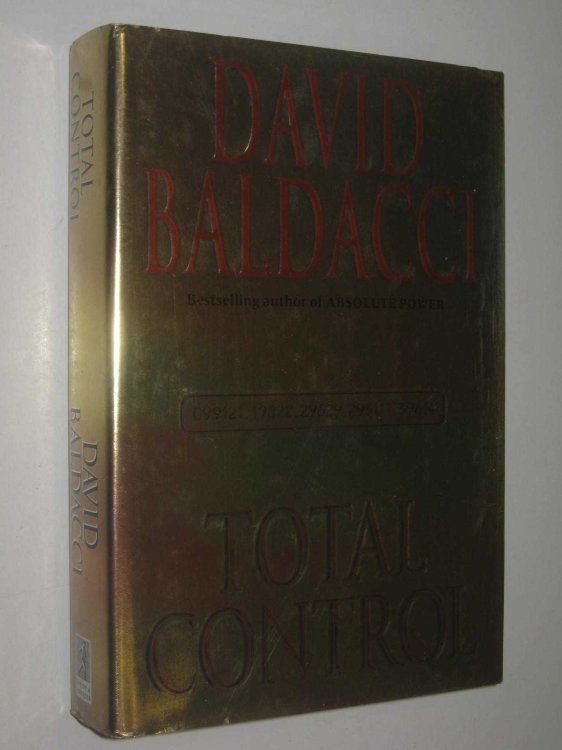 DAVID
BALDACCI
Bestselling author of ABSOLUTE POWER
TOTAL
CONTROL
TOTAL
CONTROL
DAVID
BALDACCI